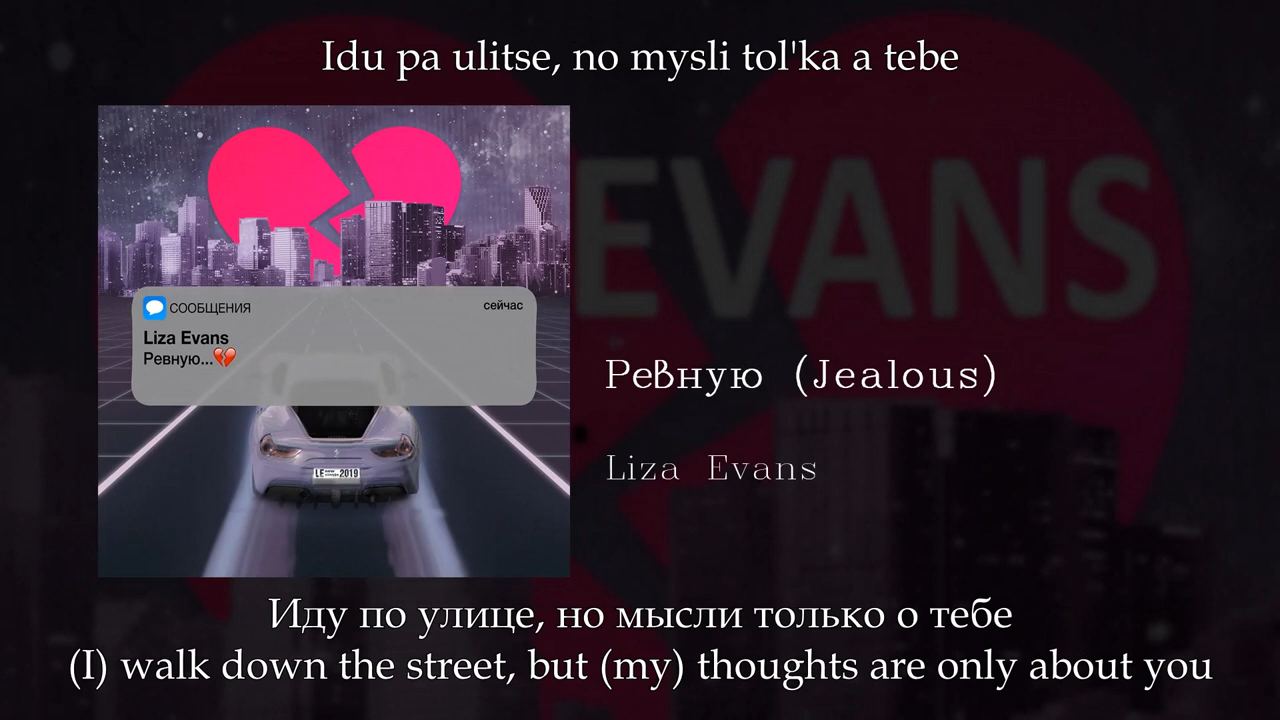 Idu pa ulitse, no mysli tol'ka a tebe
EVANS
СООБЩЕНИЯ
сейчас
Liza Evans
Ревную...💔
LE 2019
Ревную (Jealous)
Liza Evans
Иду по улице, но мысли только о тебе
(I) walk down the street, but (my) thoughts are only about you